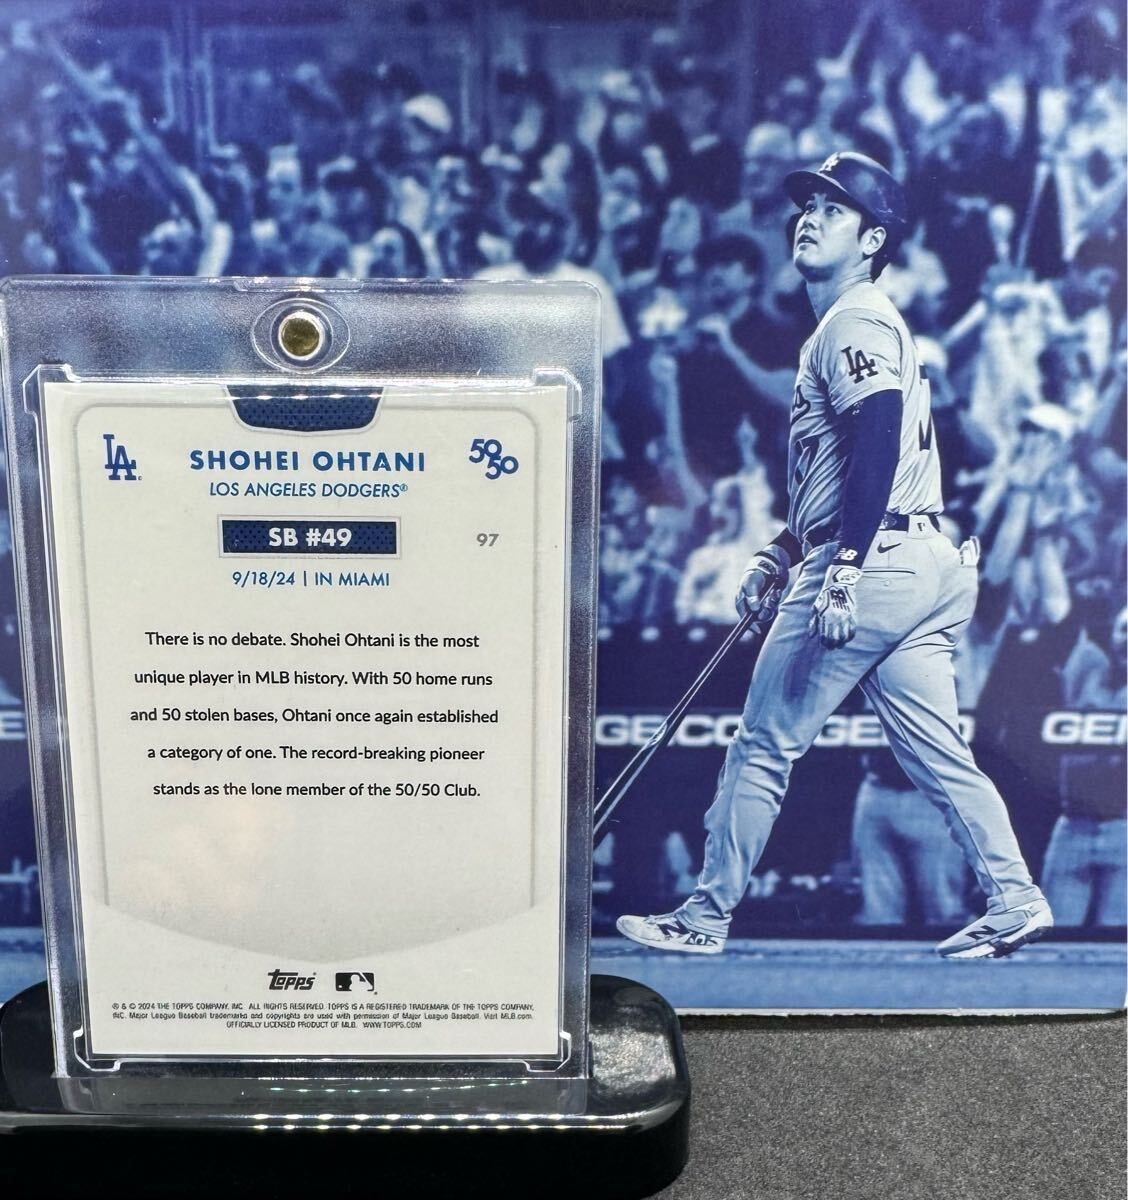 LA
SHOHEI OHTANI
50
50
LOS ANGELES DODGERS®
SB #49
97
9/18/24 | IN MIAMI
There is no debate. Shohei Ohtani is the most
unique player in MLB history. With 50 home runs
and 50 stolen bases, Ohtani once again established
a category of one. The record-breaking pioneer
stands as the lone member of the 50/50 Club.
topps
® & © 2024 THE TOPPS COMPANY, INC. ALL RIGHTS RESERVED. TOPPS IS A REGISTERED TRADEMARK OF THE TOPPS COMPANY,
INC. Major League Baseball trademarks and copyrights are used with permission of Major League Baseball. Visit MLB.com.
OFFICIALLY LICENSED PRODUCT OF MLB. WWW.TOPPS.COM
LA
LA
NB
GEICO
GEICO
GEI